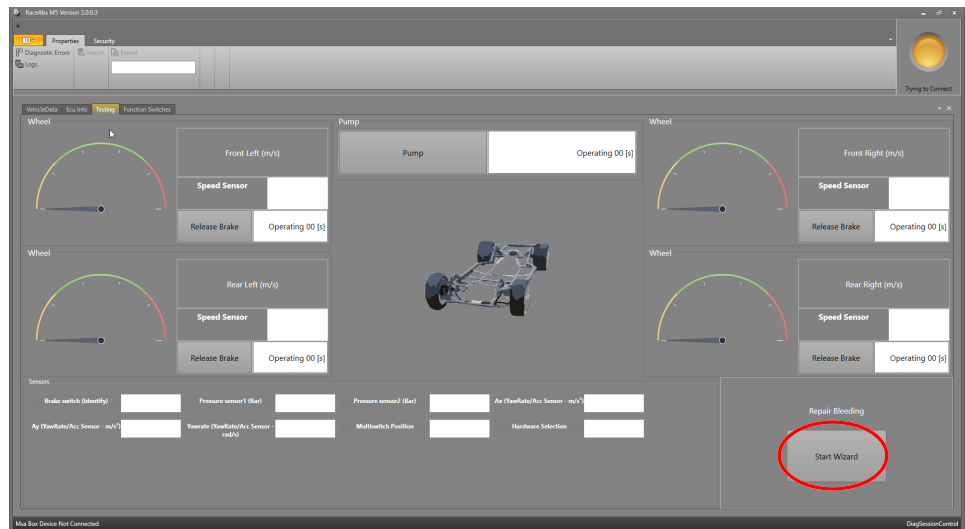 RaceAbs M5 Version 3.0.0.3
Properties
Security
Diagnostic Errors
Import
Export
Logs
Trying to Connect
VehicleData
Ecu Info
Testing
Function Switches
Wheel
Front Left (m/s)
Speed Sensor
Release Brake
Operating 00 [s]
Pump
Pump
Operating 00 [s]
Wheel
Front Right (m/s)
Speed Sensor
Release Brake
Operating 00 [s]
Wheel
Rear Left (m/s)
Speed Sensor
Release Brake
Operating 00 [s]
Wheel
Rear Right (m/s)
Speed Sensor
Release Brake
Operating 00 [s]
Sensors
Brake switch (Identify)
Pressure sensor1 (Bar)
Pressure sensor2 (Bar)
Ax (YawRate/Acc Sensor - m/s²)
Ay (YawRate/Acc Sensor - m/s²)
Yawrate (YawRate/Acc Sensor -
rad/s)
Multiswitch Position
Hardware Selection
Repair Bleeding
Start Wizard
Msa Box Device Not Connected
DiagSessionControl